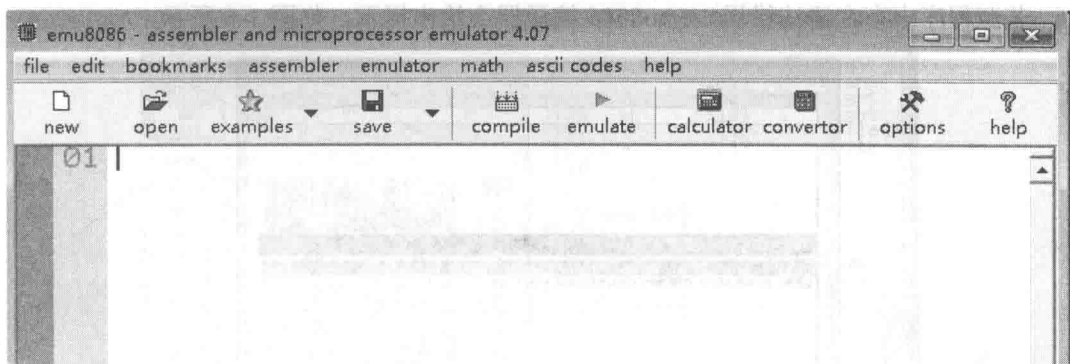 emu8086 - assembler and microprocessor emulator 4.07
file edit bookmarks assembler emulator math ascii codes help
new open examples save compile emulate calculator convertor options help
01